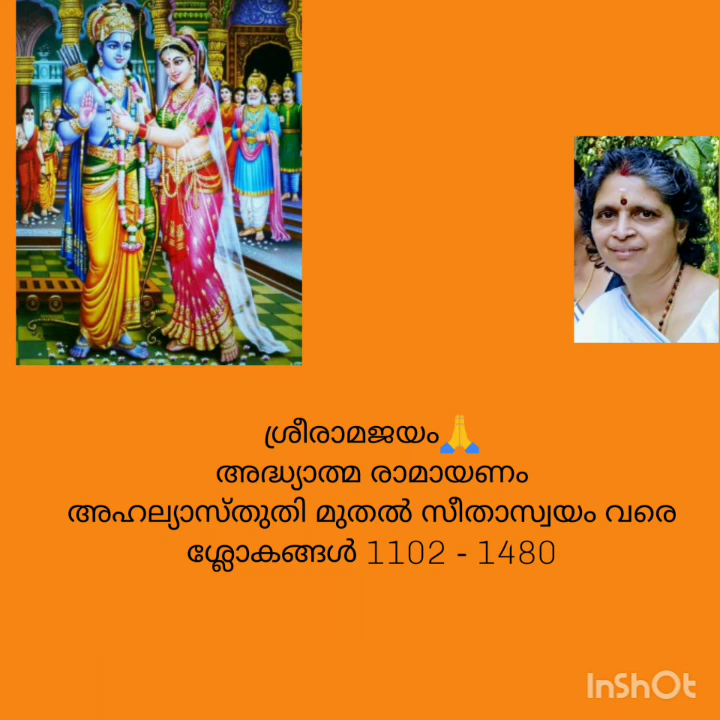 ശ്രീരാമജയം🙏
അദ്ധ്യാത്മ രാമായണം
അഹല്യാസ്തുതി മുതൽ സീതാസ്വയം വരെ
ശ്ലോകങ്ങൾ 1102 - 1480
InShOt